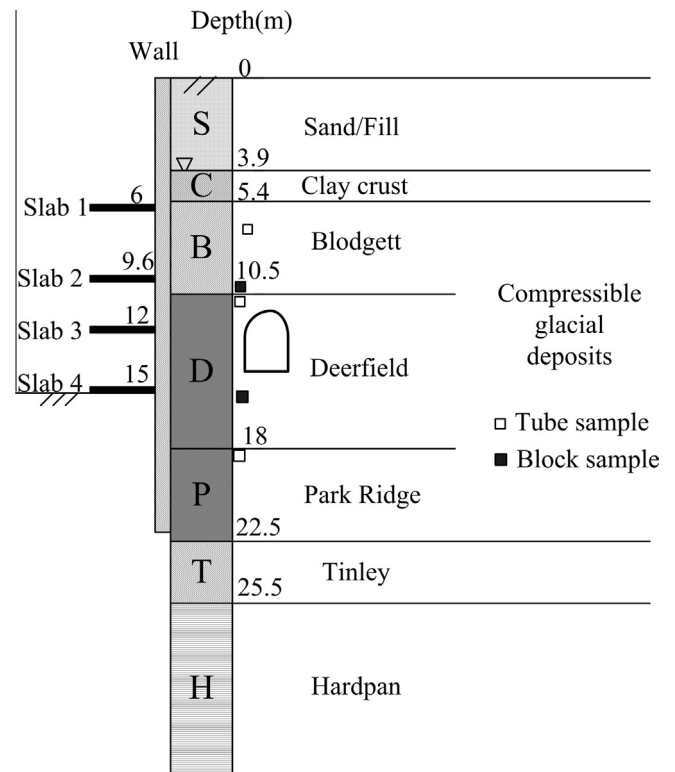 Depth(m)
Wall
0
S
Sand/Fill
3.9
C
Clay crust
5.4
Slab 1
6
B
Blodgett
Slab 2
9.6
10.5
Compressible
glacial
deposits
Slab 3
12
D
Deerfield
Slab 4
15
Tube sample
18
Block sample
P
Park Ridge
22.5
T
Tinley
25.5
H
Hardpan